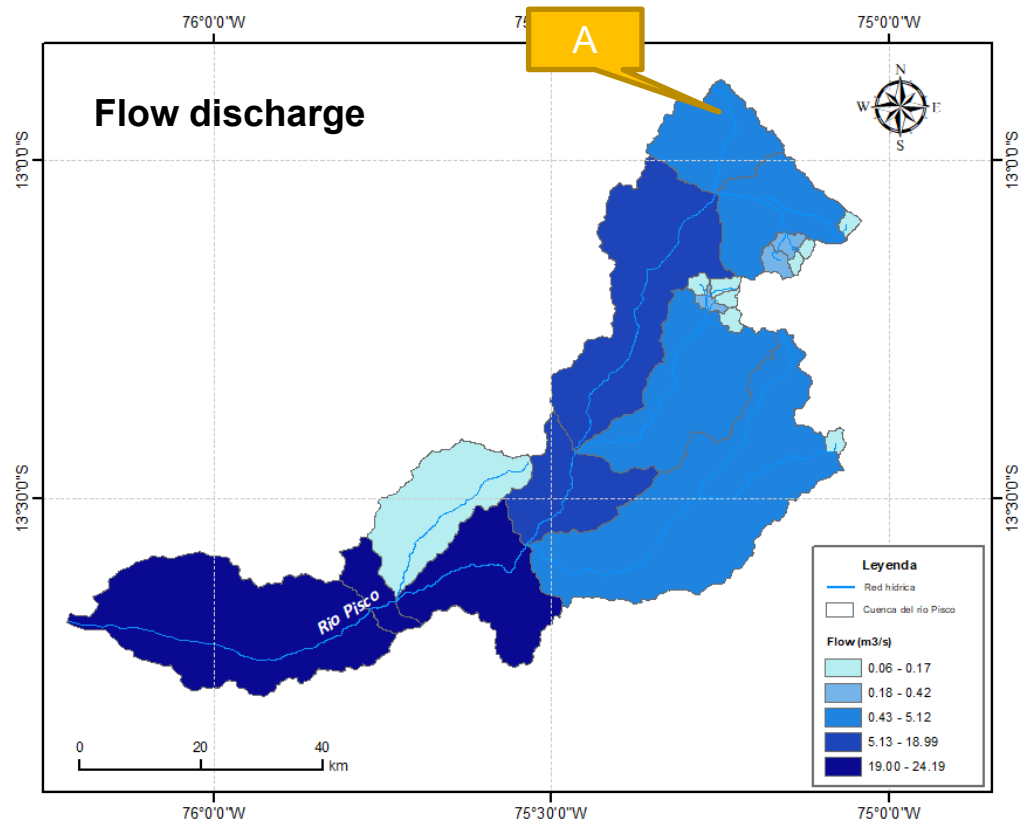 76°0'0"W
75°0'0"W
A
Flow discharge
N
W
E
S
13°0'0"S
13°0'0"S
13°30'0"S
13°30'0"S
Rio Pisco
Leyenda
Red hídrica
Cuenca del río Pisco
Flow (m3/s)
0.06 - 0.17
0.18 - 0.42
0.43 - 5.12
5.13 - 18.99
19.00 - 24.19
0 20 40
km
76°0'0"W
75°30'0"W
75°0'0"W